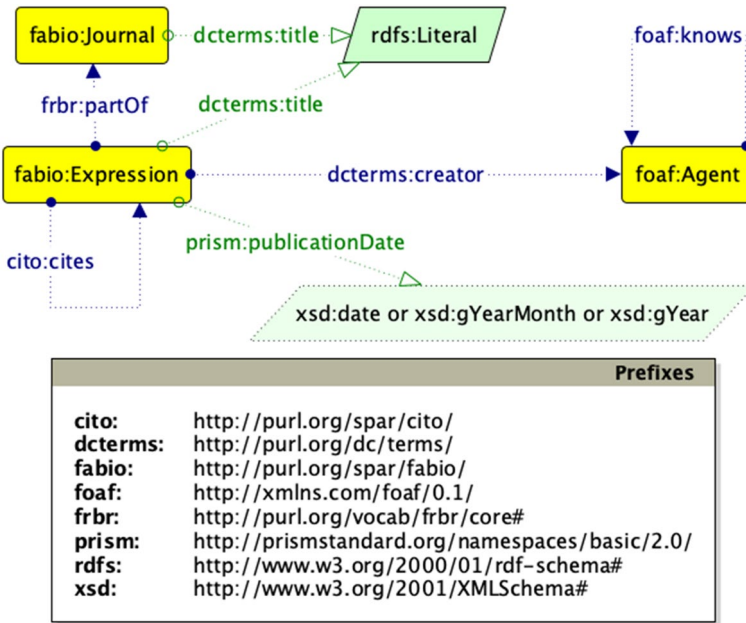 fabio:Journal dcterms:title rdfs:Literal foaf:knows
frbr:partOf dcterms:title
fabio:Expression dcterms:creator foaf:Agent
prism:publicationDate
cito:cites
xsd:date or xsd:gYearMonth or xsd:gYear
Prefixes
cito: http://purl.org/spar/cito/
dcterms: http://purl.org/dc/terms/
fabio: http://purl.org/spar/fabio/
foaf: http://xmlns.com/foaf/0.1/
frbr: http://purl.org/vocab/frbr/core#
prism: http://prismstandard.org/namespaces/basic/2.0/
rdfs: http://www.w3.org/2000/01/rdf-schema#
xsd: http://www.w3.org/2001/XMLSchema#